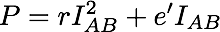 P = rI_{AB}^2 + e'I_{AB}